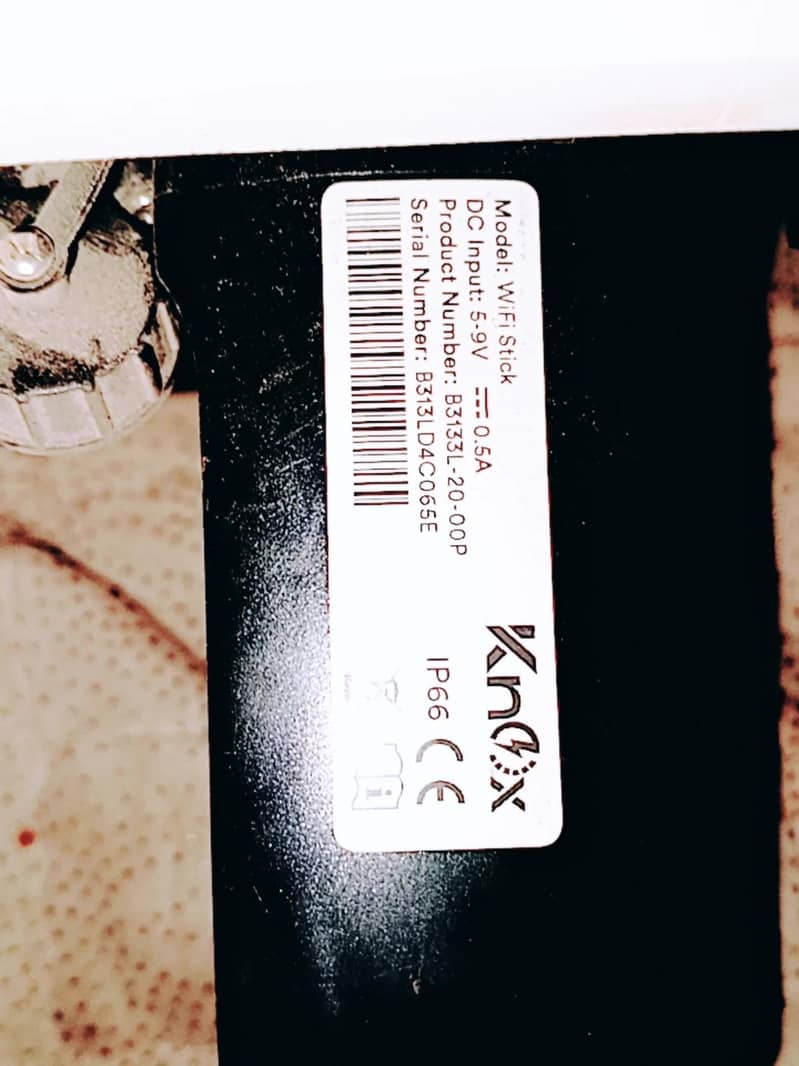 Model: WiFi Stick
DC Input: 5-9V ⎓ 0.5A
Product Number: B3133L-20-00P
Serial Number: B313LD4C065E
Knox
IP66
CE